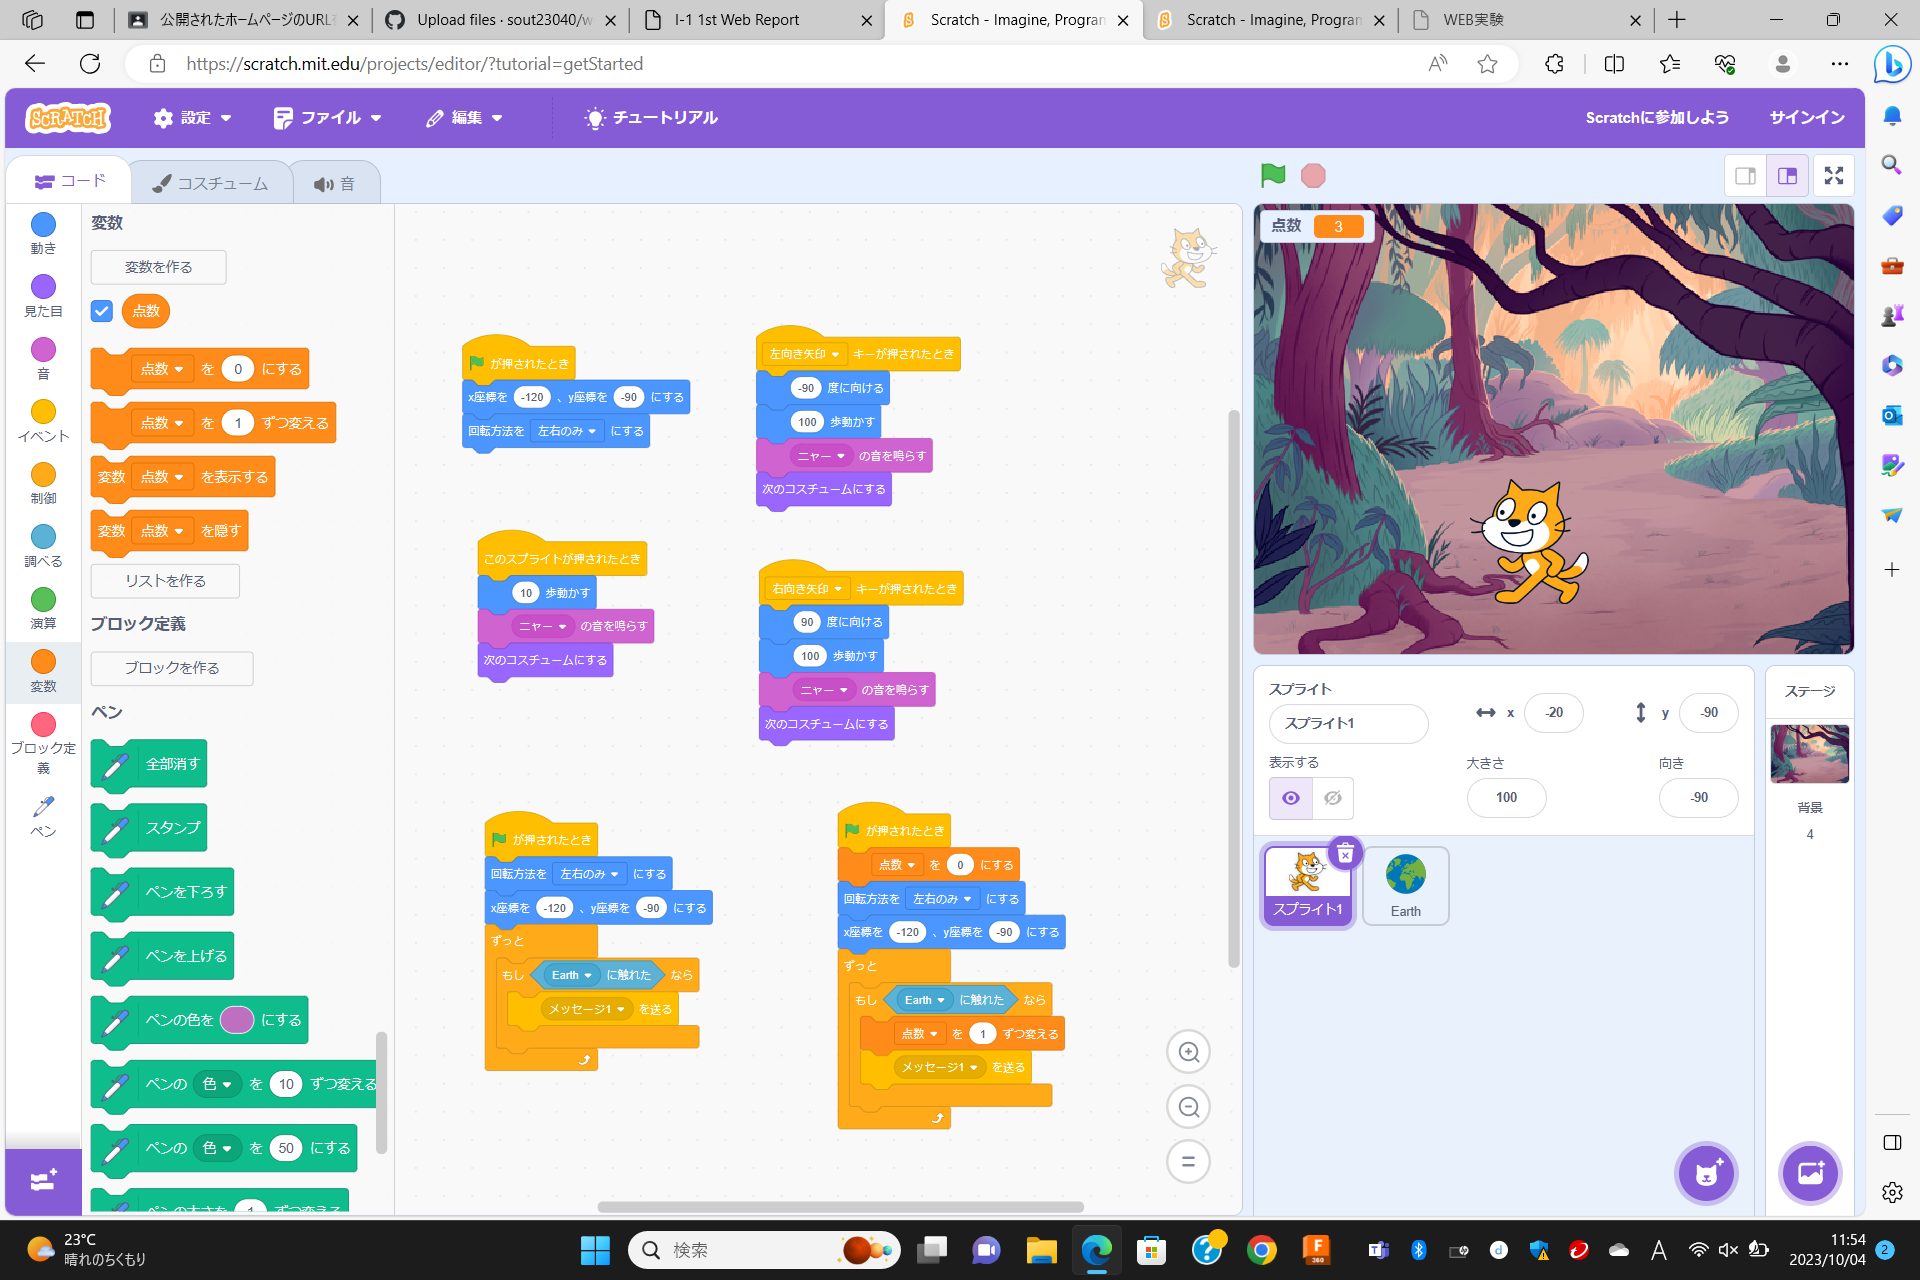 公開されたホームページのURLを
Upload files · sout23040/w
I-1 1st Web Report
Scratch - Imagine, Program
Scratch - Imagine, Program
WEB実験
https://scratch.mit.edu/projects/editor/?tutorial=getStarted
SCRATCH
設定
ファイル
編集
チュートリアル
Scratchに参加しよう
サインイン
コード
コスチューム
音
動き
見た目
音
イベント
制御
調べる
演算
変数
ブロック定義
ペン
変数
変数を作る
点数
点数 を 0 にする
点数 を 1 ずつ変える
変数 点数 を表示する
変数 点数 を隠す
リストを作る
ブロック定義
ブロックを作る
ペン
全部消す
スタンプ
ペンを下ろす
ペンを上げる
ペンの色を にする
ペンの 色 を 10 ずつ変える
ペンの 色 を 50 にする
が押されたとき
x座標を -120 、y座標を -90 にする
回転方法を 左右のみ にする
左向き矢印 キーが押されたとき
-90 度に向ける
100 歩動かす
ニャー の音を鳴らす
次のコスチュームにする
このスプライトが押されたとき
10 歩動かす
ニャー の音を鳴らす
次のコスチュームにする
右向き矢印 キーが押されたとき
90 度に向ける
100 歩動かす
ニャー の音を鳴らす
次のコスチュームにする
が押されたとき
回転方法を 左右のみ にする
x座標を -120 、y座標を -90 にする
ずっと
もし Earth に触れた なら
メッセージ1 を送る
が押されたとき
点数 を 0 にする
回転方法を 左右のみ にする
x座標を -120 、y座標を -90 にする
ずっと
もし Earth に触れた なら
点数 を 1 ずつ変える
メッセージ1 を送る
点数 3
スプライト
スプライト1
x -20
y -90
表示する
大きさ
100
向き
-90
スプライト1
Earth
ステージ
背景
4
23°C
晴れのちくもり
検索
A
11:54
2023/10/04
2